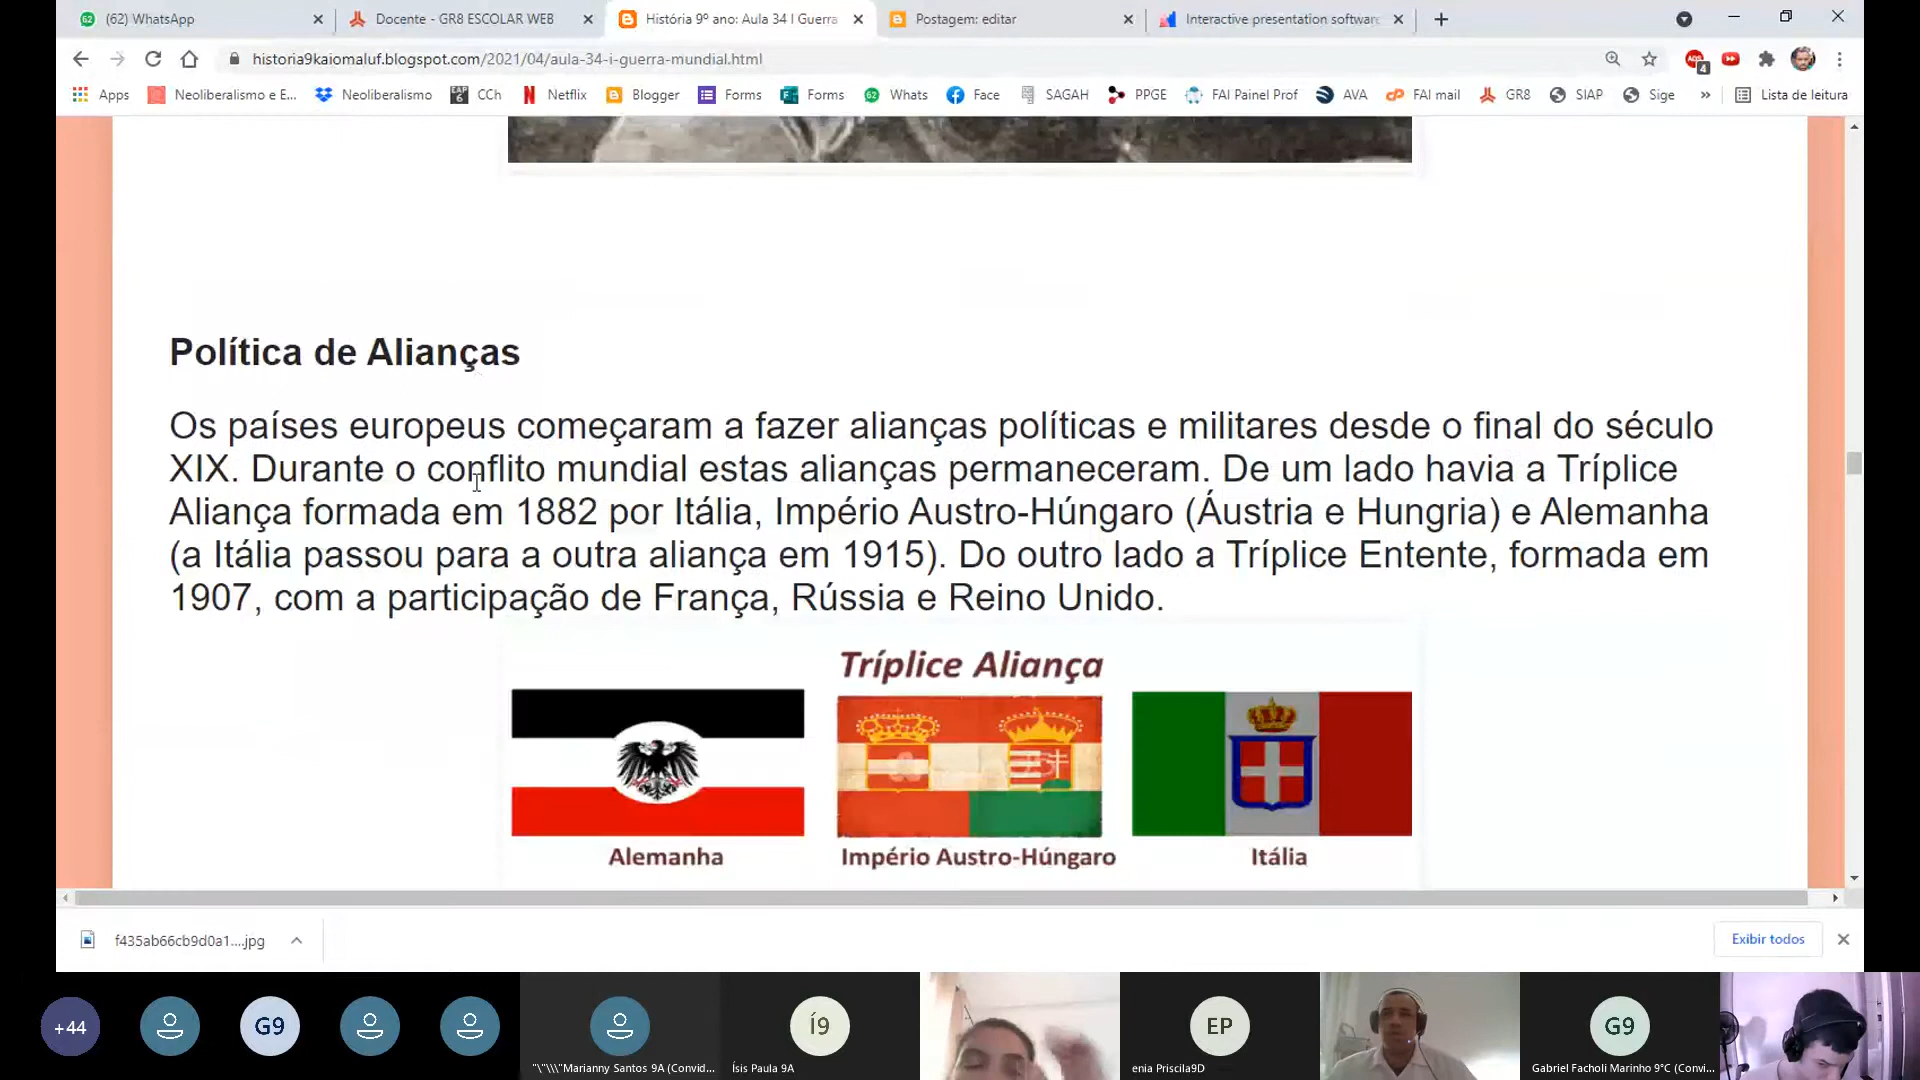 (62) WhatsApp
Docente - GR8 ESCOLAR WEB
História 9º ano: Aula 34 I Guerra
Postagem: editar
Interactive presentation software
historia9kaiomaluf.blogspot.com/2021/04/aula-34-i-guerra-mundial.html
4
Apps
Neoliberalismo e E...
Neoliberalismo
CCh
Netflix
Blogger
Forms
Forms
Whats
Face
SAGAH
PPGE
FAI Painel Prof
AVA
FAI mail
GR8
SIAP
Sige
»
Lista de leitura
Política de Alianças
Os países europeus começaram a fazer alianças políticas e militares desde o final do século
XIX. Durante o conflito mundial estas alianças permaneceram. De um lado havia a Tríplice
Aliança formada em 1882 por Itália, Império Austro-Húngaro (Áustria e Hungria) e Alemanha
(a Itália passou para a outra aliança em 1915). Do outro lado a Tríplice Entente, formada em
1907, com a participação de França, Rússia e Reino Unido.
Tríplice Aliança
Alemanha
Império Austro-Húngaro
Itália
f435ab66cb9d0a1....jpg
Exibir todos
+44
G9
Í9
EP
G9
"\"\\\"Marianny Santos 9A (Convid...
Ísis Paula 9A
enia Priscila9D
Gabriel Facholi Marinho 9°C (Convi...